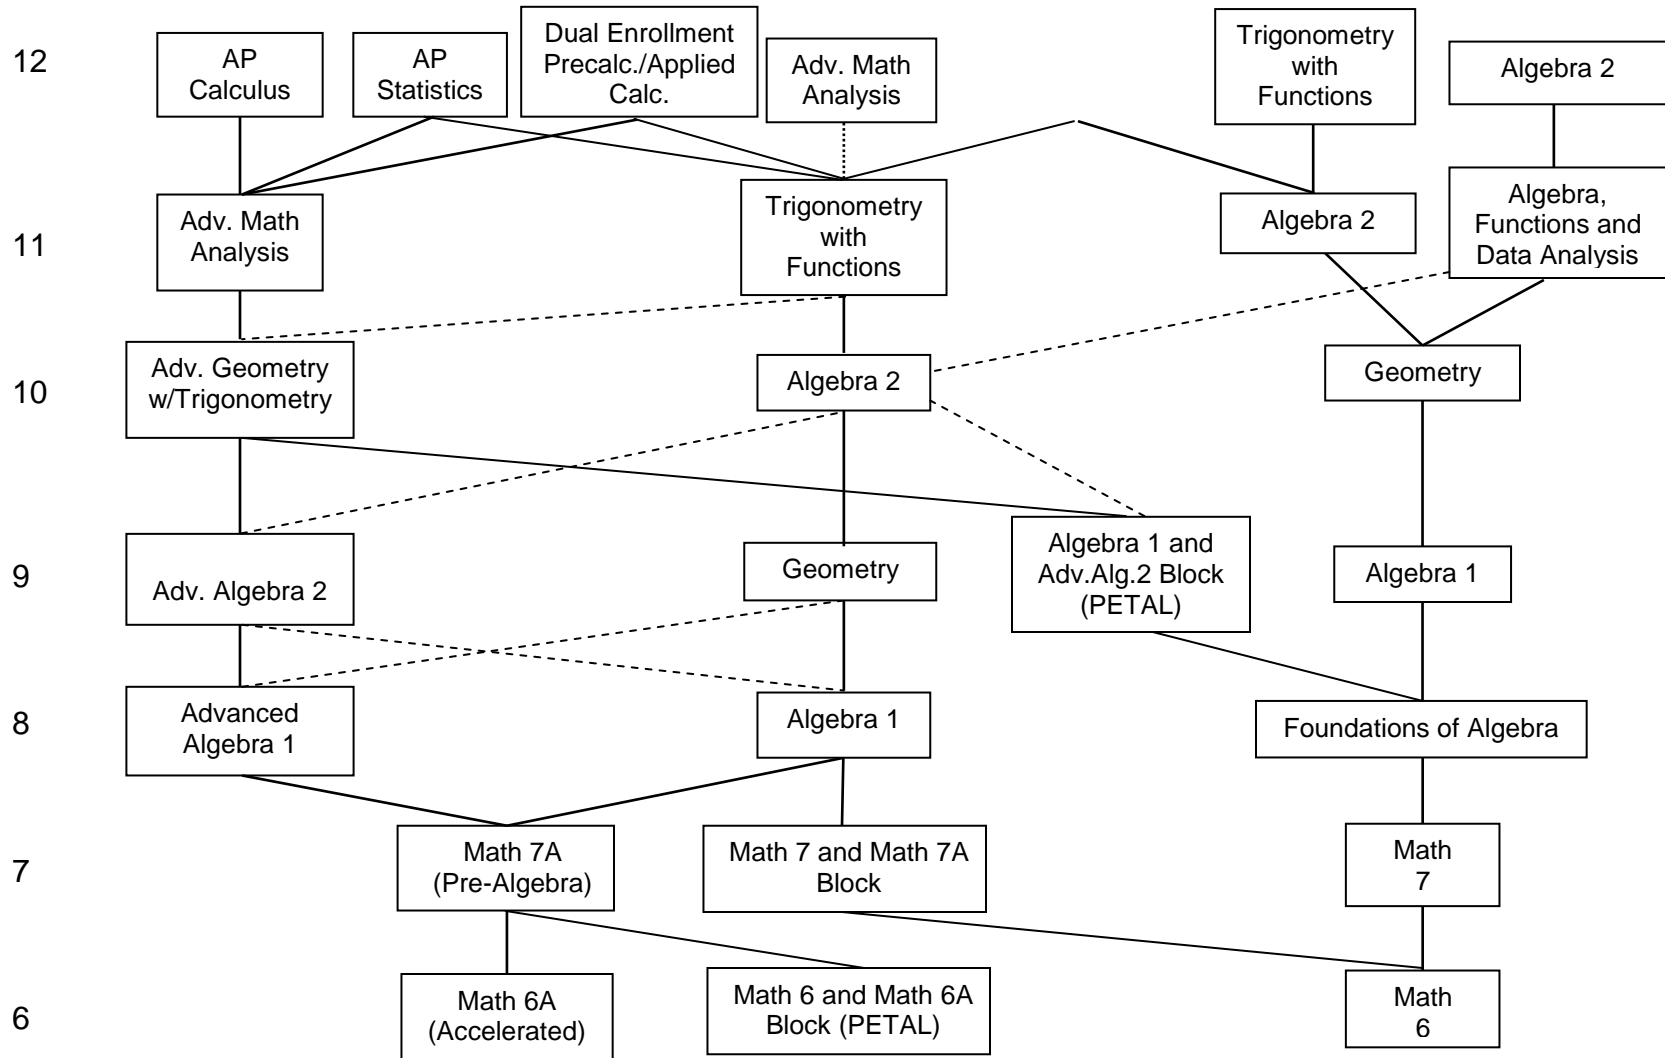 12
AP
Calculus
AP
Statistics
Dual Enrollment
Precalc./Applied
Calc.
Adv. Math
Analysis
Trigonometry
with
Functions
Algebra 2
11
Adv. Math
Analysis
Trigonometry
with
Functions
Algebra 2
Algebra,
Functions and
Data Analysis
10
Adv. Geometry
w/Trigonometry
Algebra 2
Geometry
9
Adv. Algebra 2
Geometry
Algebra 1 and
Adv.Alg.2 Block
(PETAL)
Algebra 1
8
Advanced
Algebra 1
Algebra 1
Foundations of Algebra
7
Math 7A
(Pre-Algebra)
Math 7 and Math 7A
Block
Math
7
6
Math 6A
(Accelerated)
Math 6 and Math 6A
Block (PETAL)
Math
6